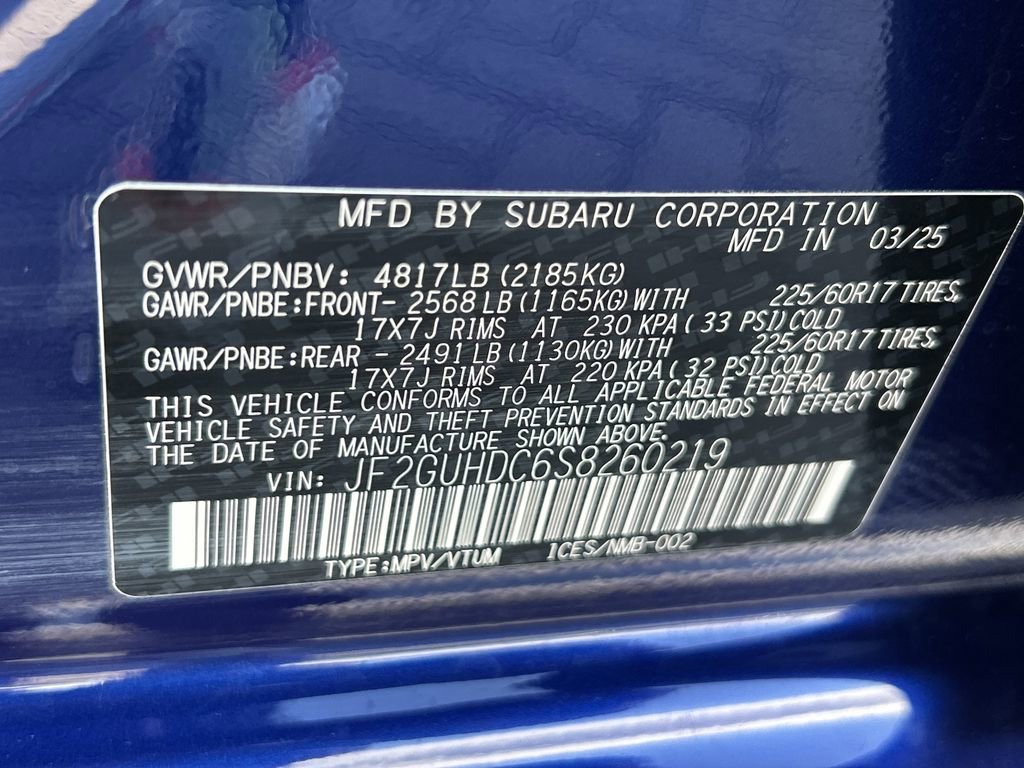 MFD BY SUBARU CORPORATION
MFD IN 03/25
GVWR/PNBV: 4817LB (2185KG)
GAWR/PNBE:FRONT- 2568 LB (1165KG) WITH 225/60R17 TIRES,
17X7J RIMS AT 230 KPA ( 33 PSI) COLD
GAWR/PNBE:REAR - 2491 LB (1130KG) WITH 225/60R17 TIRES,
17X7J RIMS AT 220 KPA ( 32 PSI) COLD
THIS VEHICLE CONFORMS TO ALL APPLICABLE FEDERAL MOTOR
VEHICLE SAFETY AND THEFT PREVENTION STANDARDS IN EFFECT ON
THE DATE OF MANUFACTURE SHOWN ABOVE.
VIN: JF2GUHDC6S8260219
TYPE:MPV/VTUM ICES/NMB-002